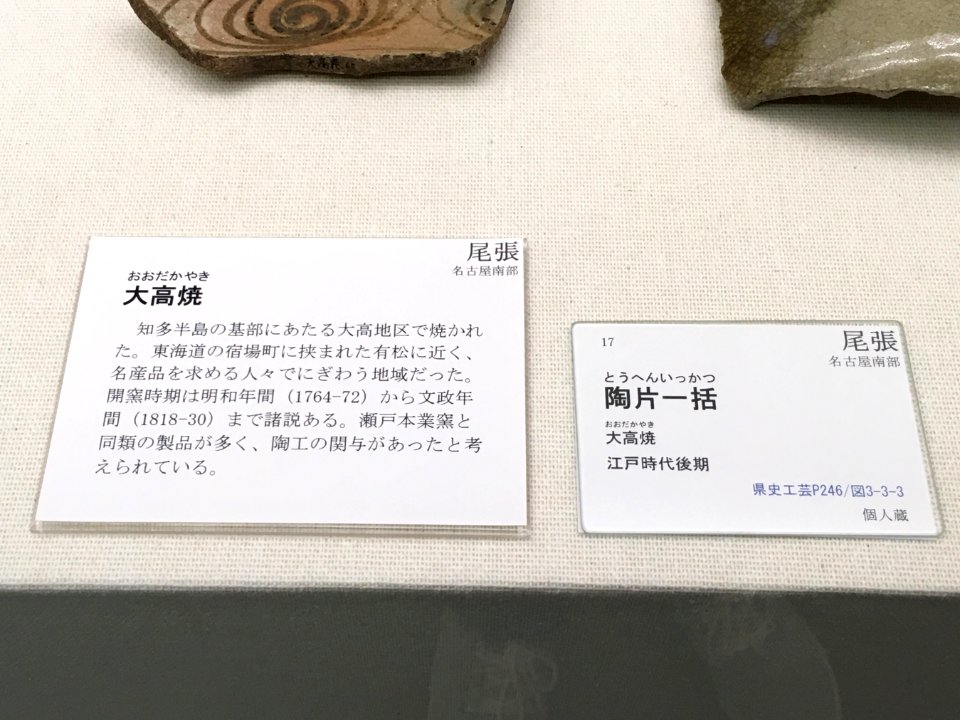 尾張
名古屋南部
おおだかやき
大高焼
知多半島の基部にあたる大高地区で焼かれ
た。東海道の宿場町に挟まれた有松に近く、
名産品を求める人々でにぎわう地域だった。
開窯時期は明和年間（1764-72）から文政年
間（1818-30）まで諸説ある。瀬戸本業窯と
同類の製品が多く、陶工の関与があったと考
えられている。
17
尾張
名古屋南部
とうへんいっかつ
陶片一括
おおだかやき
大高焼
江戸時代後期
県史工芸P246/図3-3-3
個人蔵